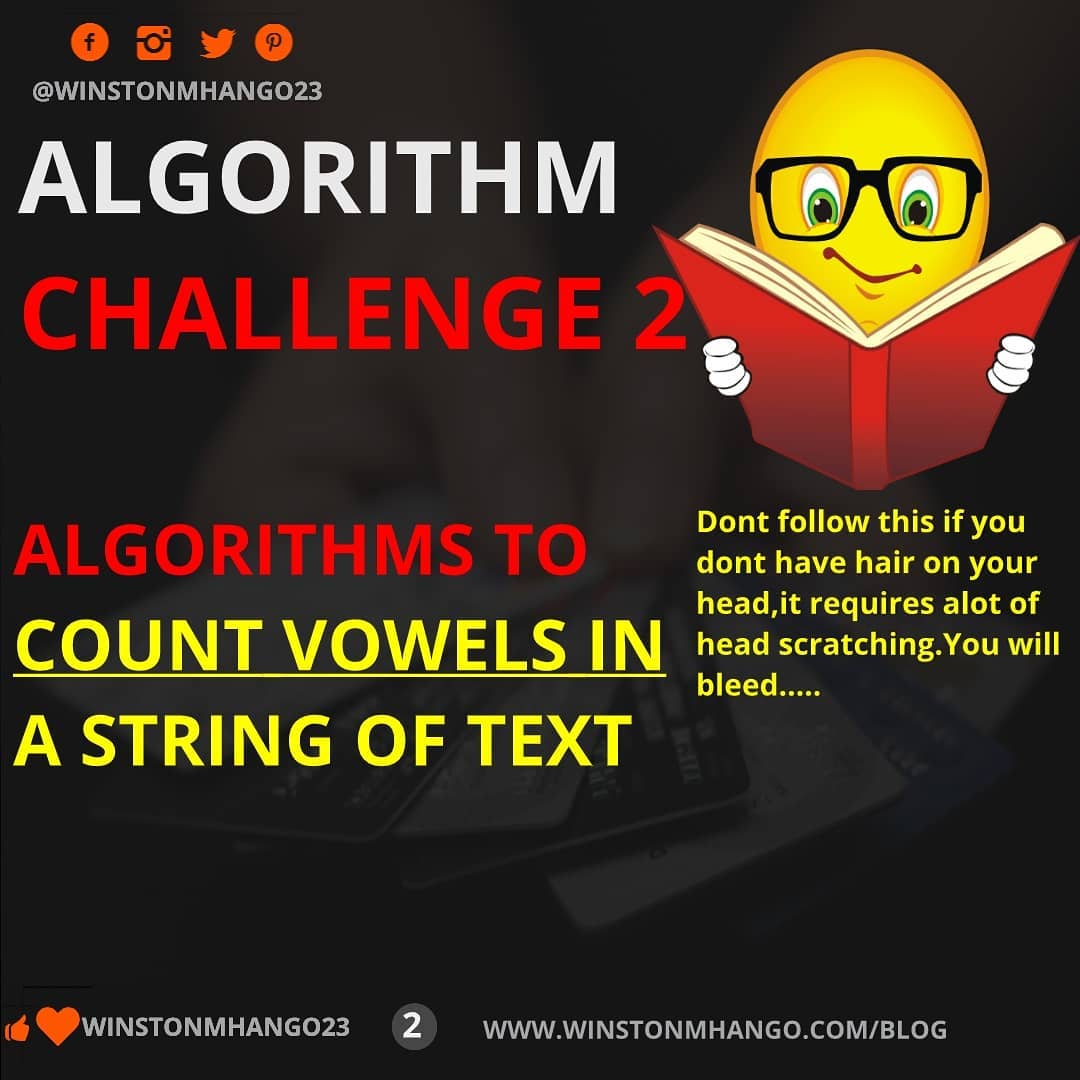 @WINSTONMHANGO23
ALGORITHM
CHALLENGE 2
ALGORITHMS TO
COUNT VOWELS IN
A STRING OF TEXT
Dont follow this if you
dont have hair on your
head,it requires alot of
head scratching.You will
bleed.....
WINSTONMHANGO23
2
WWW.WINSTONMHANGO.COM/BLOG